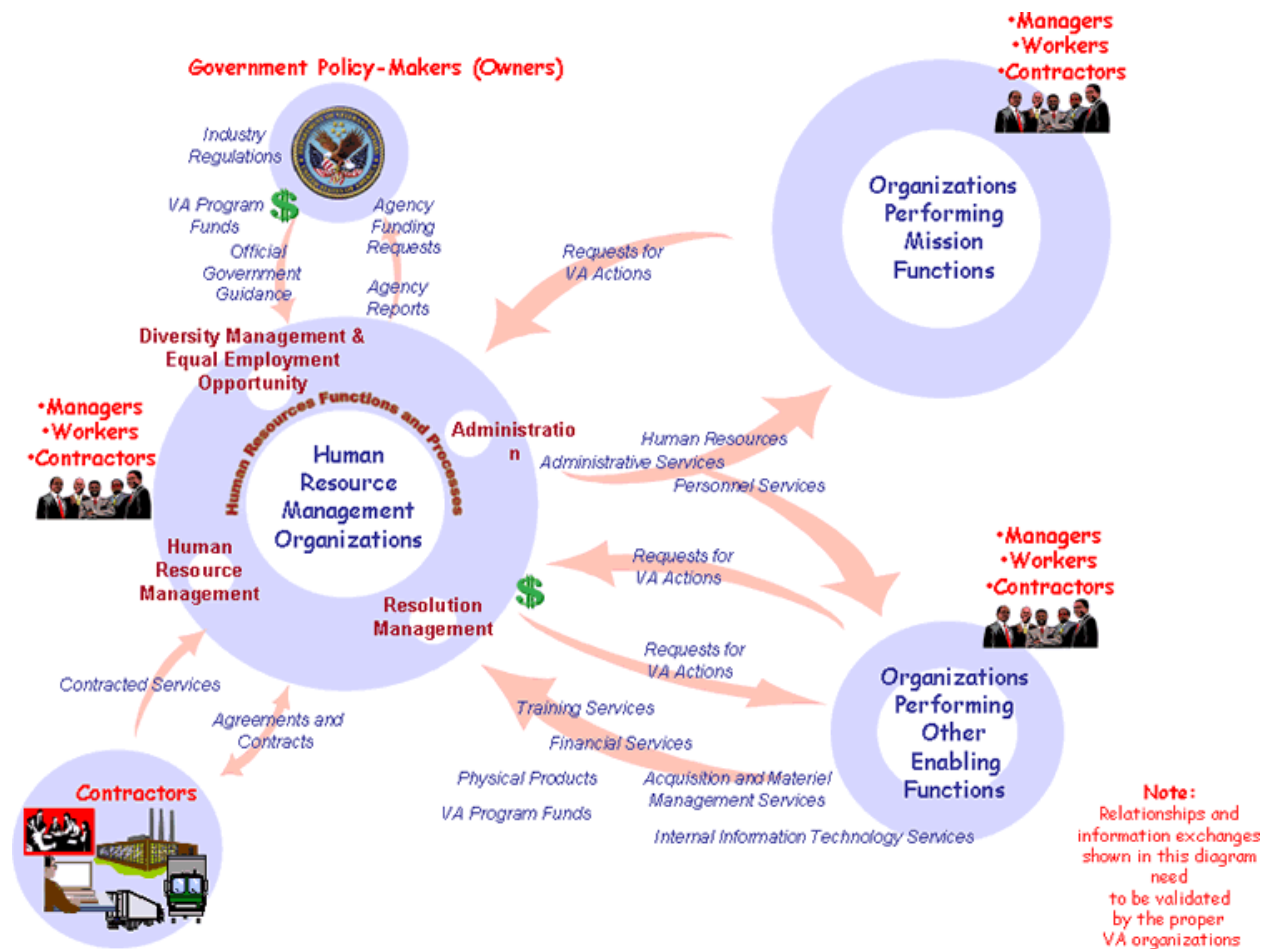 Government Policy-Makers (Owners)
Industry
Regulations
VA Program
Funds
$
Official
Government
Guidance
Agency
Funding
Requests
Agency
Reports
•Managers
•Workers
•Contractors
Organizations
Performing
Mission
Functions
Requests for
VA Actions
Diversity Management &
Equal Employment
Opportunity
Human Resources Functions and Processes
Administratio
n
Human
Resource
Management
Organizations
•Managers
•Workers
•Contractors
Human
Resource
Management
Resolution
Management
$
Human Resources
Administrative Services
Personnel Services
Requests for
VA Actions
•Managers
•Workers
•Contractors
Requests for
VA Actions
Organizations
Performing
Other
Enabling
Functions
Training Services
Financial Services
Physical Products
VA Program Funds
Acquisition and Materiel
Management Services
Internal Information Technology Services
Contracted Services
Agreements and
Contracts
Contractors
Note:
Relationships and
information exchanges
shown in this diagram
need
to be validated
by the proper
VA organizations